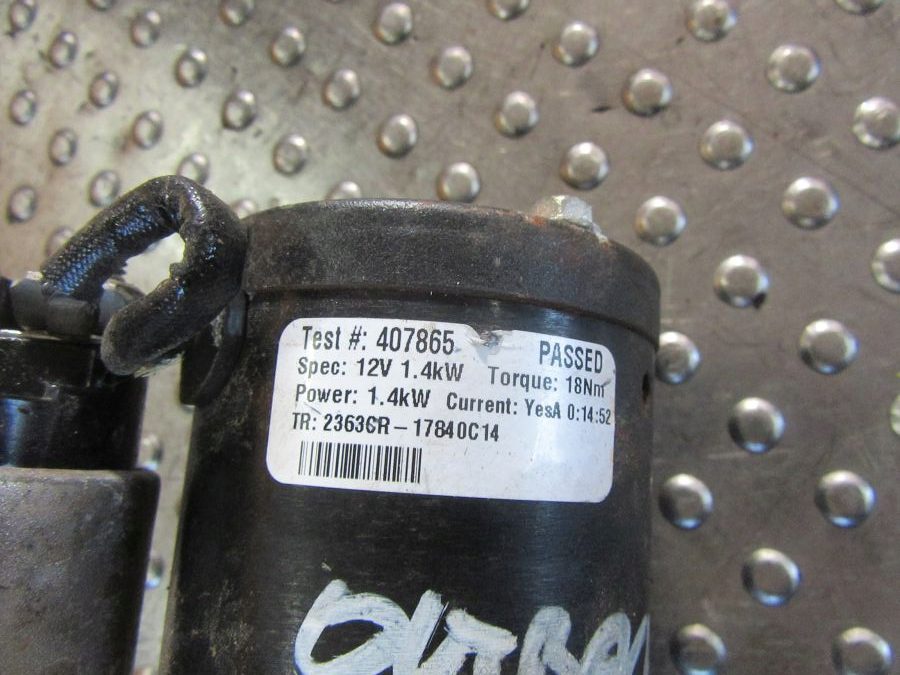 Test #: 407865 PASSED
Spec: 12V 1.4kW Torque: 18Nm
Power: 1.4kW Current: YesA 0:14:52
TR: 23636R-17840C14